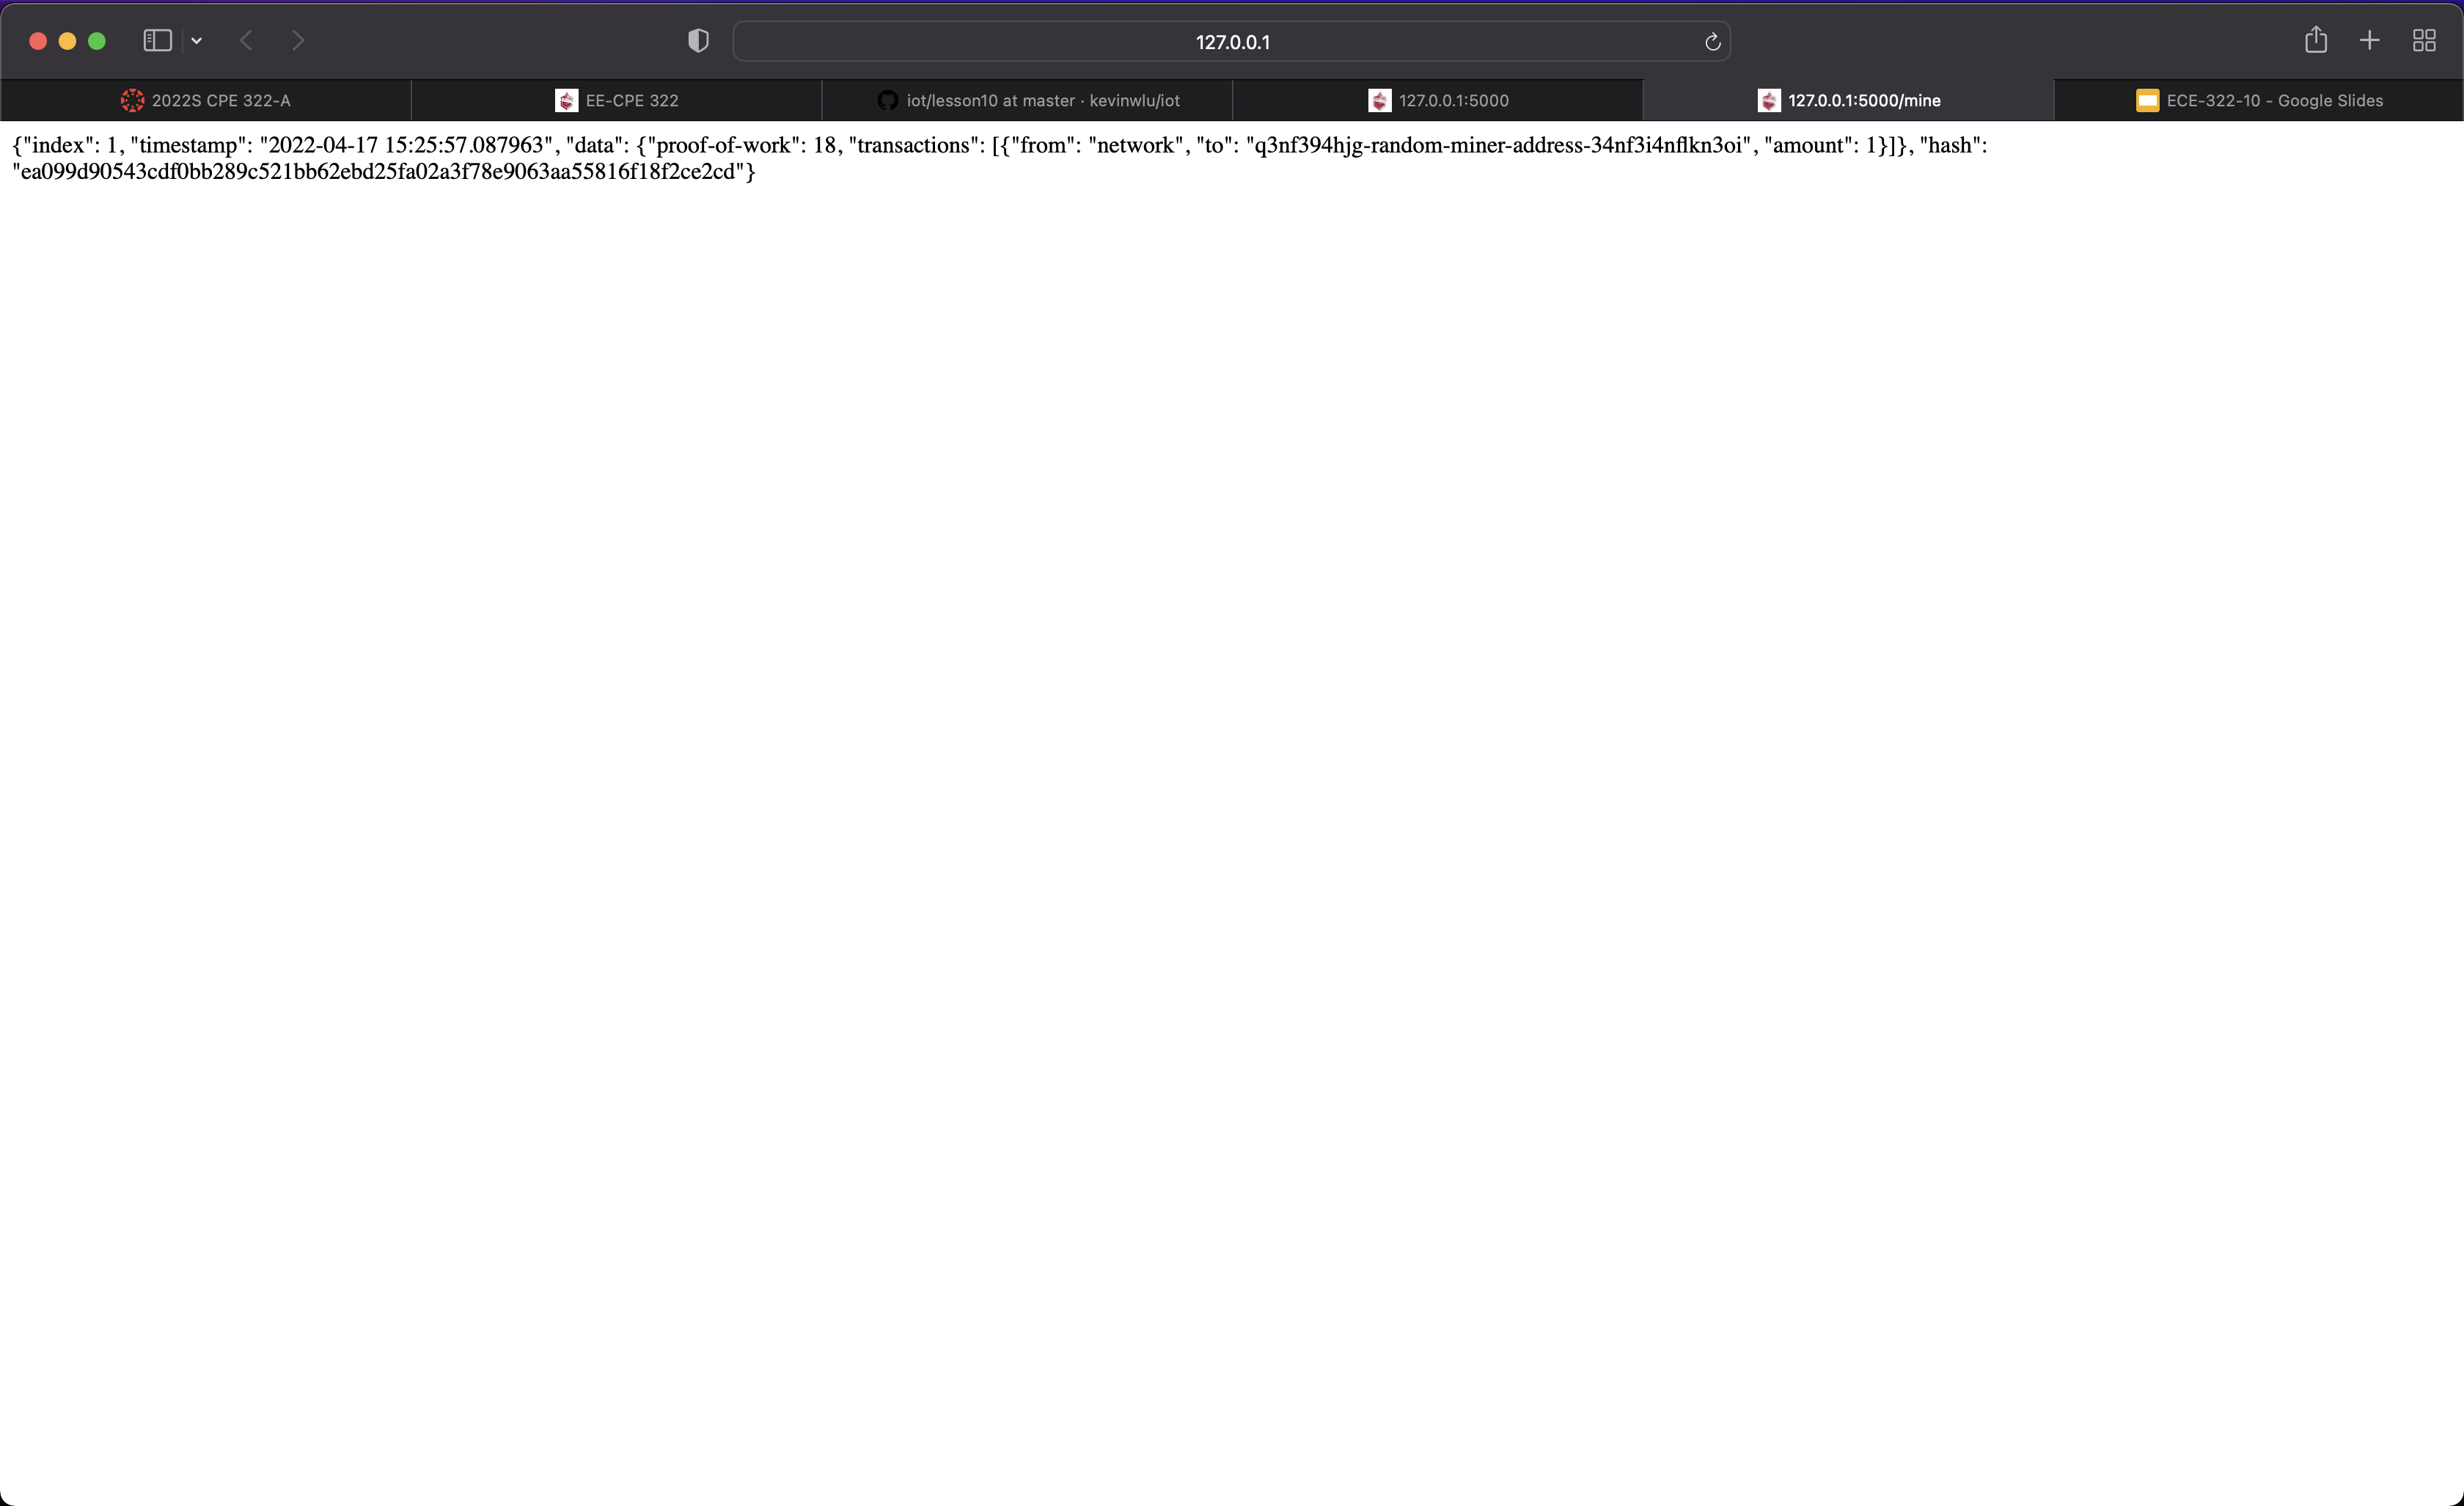 127.0.0.1
2022S CPE 322-A
EE-CPE 322
iot/lesson10 at master · kevinwlu/iot
127.0.0.1:5000
127.0.0.1:5000/mine
ECE-322-10 - Google Slides
{"index": 1, "timestamp": "2022-04-17 15:25:57.087963", "data": {"proof-of-work": 18, "transactions": [{"from": "network", "to": "q3nf394hjg-random-miner-address-34nf3i4nflkn3oi", "amount": 1}]}, "hash":
"ea099d90543cdf0bb289c521bb62ebd25fa02a3f78e9063aa55816f18f2ce2cd"}